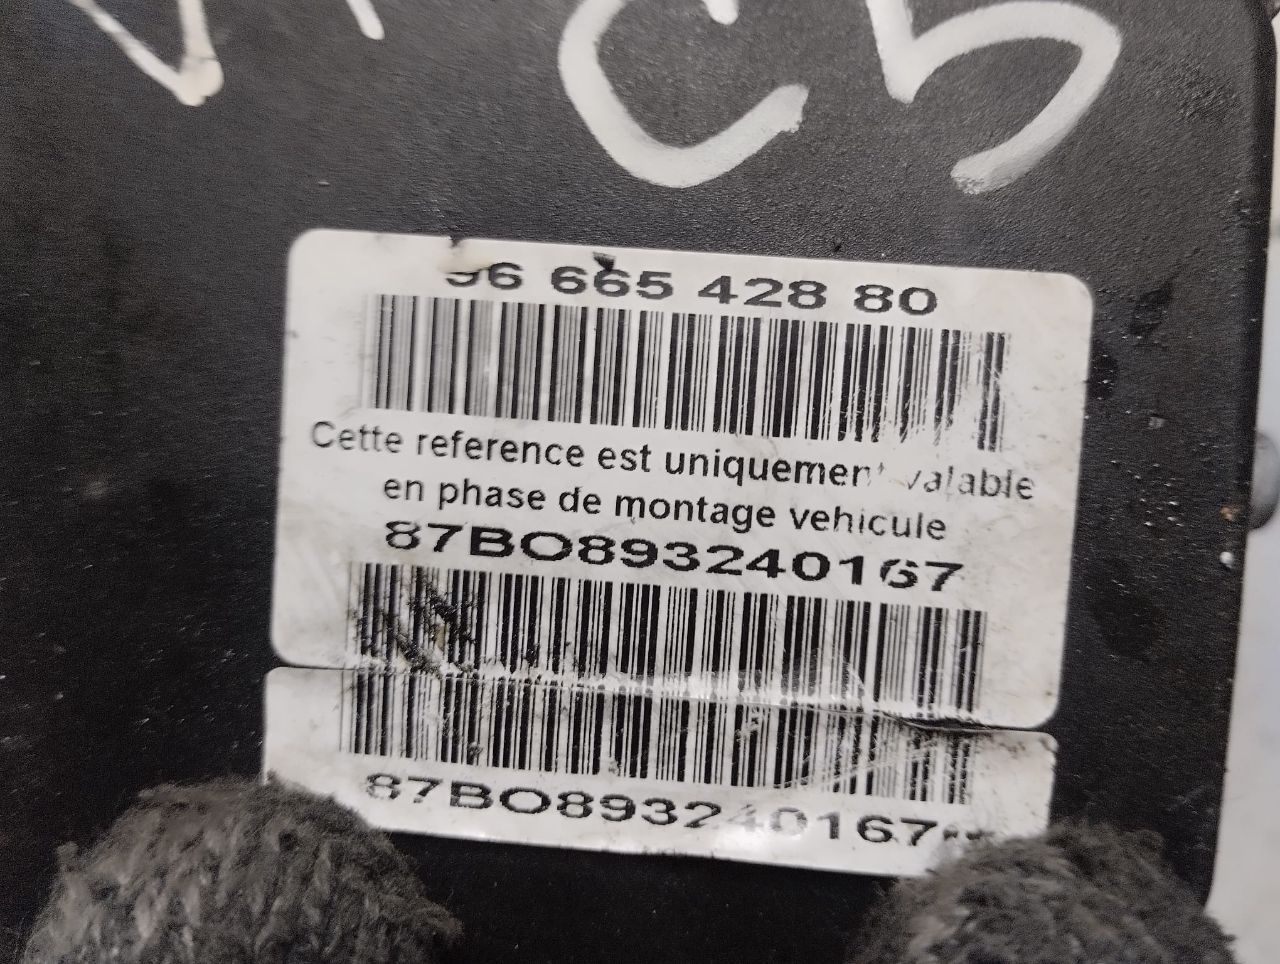 C5
96 665 428 80
Cette reference est uniquement valable
en phase de montage vehicule
87BO893240167
87BO893240167